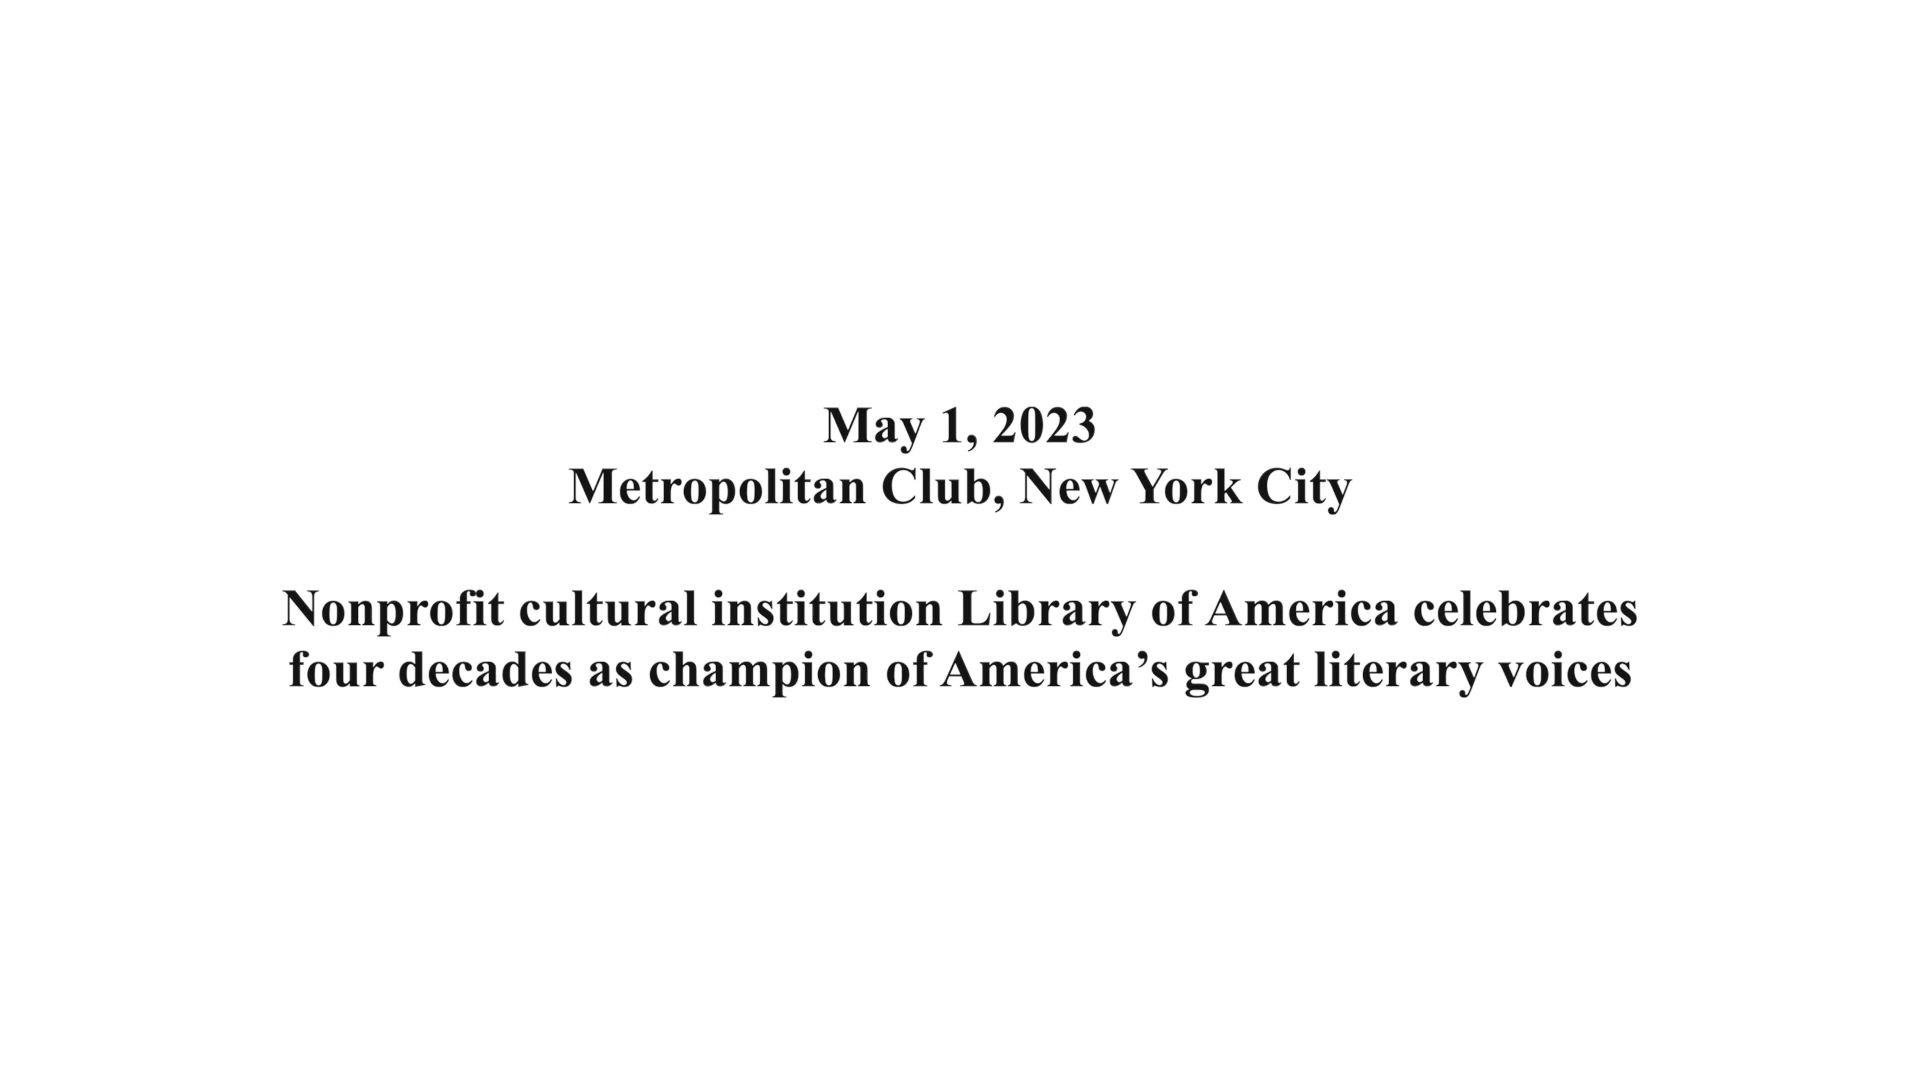 May 1, 2023
Metropolitan Club, New York City
Nonprofit cultural institution Library of America celebrates
four decades as champion of America’s great literary voices